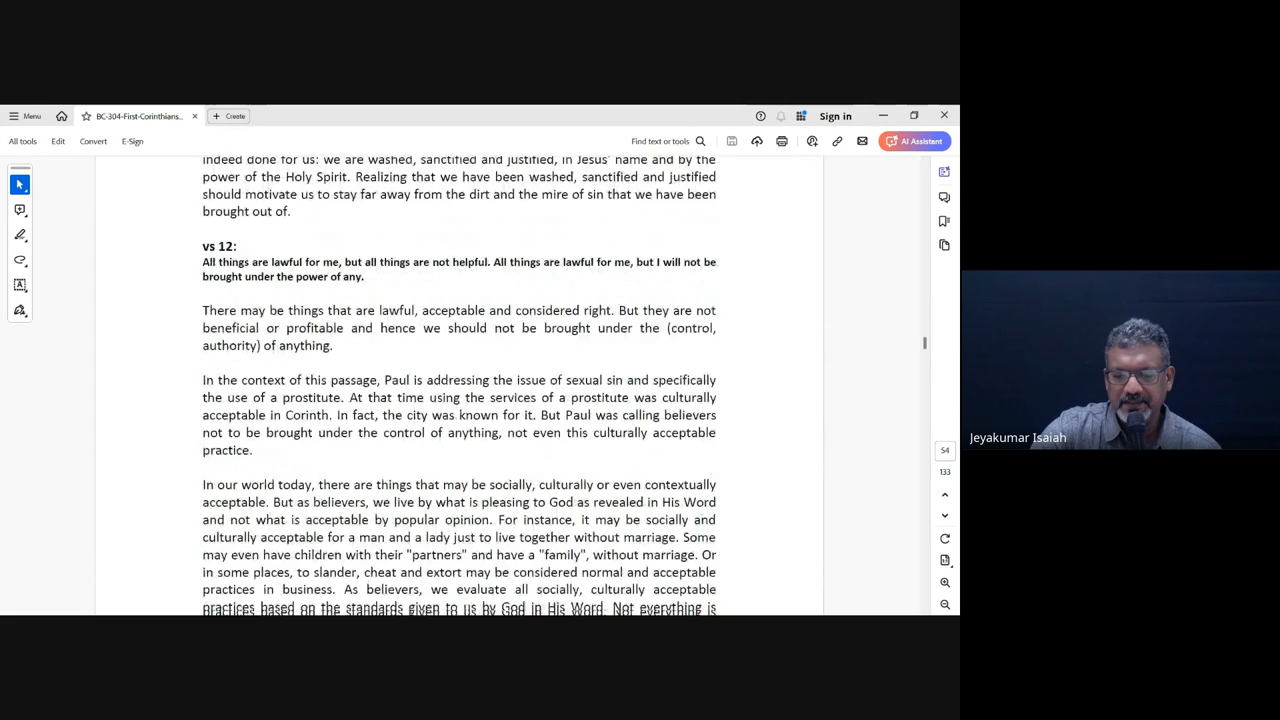 Menu
BC-304-First-Corinthians...
Create
Sign in
All tools
Edit
Convert
E-Sign
Find text or tools
AI Assistant
indeed done for us: we are washed, sanctified and justified, in Jesus' name and by the
power of the Holy Spirit. Realizing that we have been washed, sanctified and justified
should motivate us to stay far away from the dirt and the mire of sin that we have been
brought out of.
vs 12:
All things are lawful for me, but all things are not helpful. All things are lawful for me, but I will not be
brought under the power of any.
There may be things that are lawful, acceptable and considered right. But they are not
beneficial or profitable and hence we should not be brought under the (control,
authority) of anything.
In the context of this passage, Paul is addressing the issue of sexual sin and specifically
the use of a prostitute. At that time using the services of a prostitute was culturally
acceptable in Corinth. In fact, the city was known for it. But Paul was calling believers
not to be brought under the control of anything, not even this culturally acceptable
practice.
In our world today, there are things that may be socially, culturally or even contextually
acceptable. But as believers, we live by what is pleasing to God as revealed in His Word
and not what is acceptable by popular opinion. For instance, it may be socially and
culturally acceptable for a man and a lady just to live together without marriage. Some
may even have children with their "partners" and have a "family", without marriage. Or
in some places, to slander, cheat and extort may be considered normal and acceptable
practices in business. As believers, we evaluate all socially, culturally acceptable
practices based on the standards given to us by God in His Word. Not everything is
54
133
Jeyakumar Isaiah